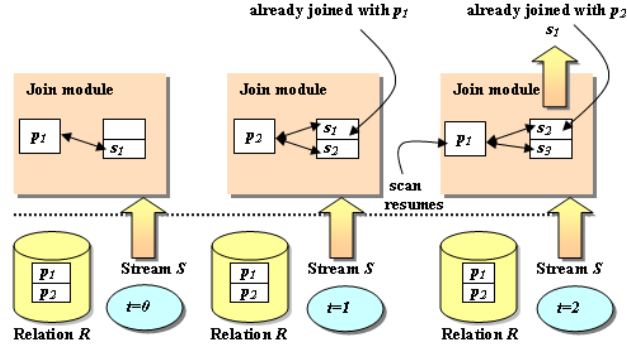 already joined with p1
already joined with p2
s1
Join module
p1
s1
Join module
p2
s1
s2
Join module
p1
s2
s3
scan
resumes
p1
p2
Stream S
t=0
Relation R
p1
p2
Stream S
t=1
Relation R
p1
p2
Stream S
t=2
Relation R